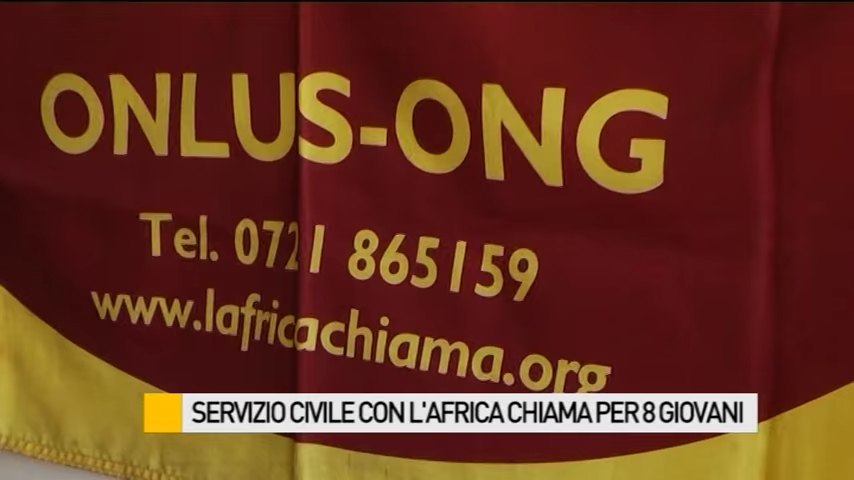 ONLUS-ONG
Tel. 0721 865159
www.lafricachiama.org
SERVIZIO CIVILE CON L'AFRICA CHIAMA PER 8 GIOVANI